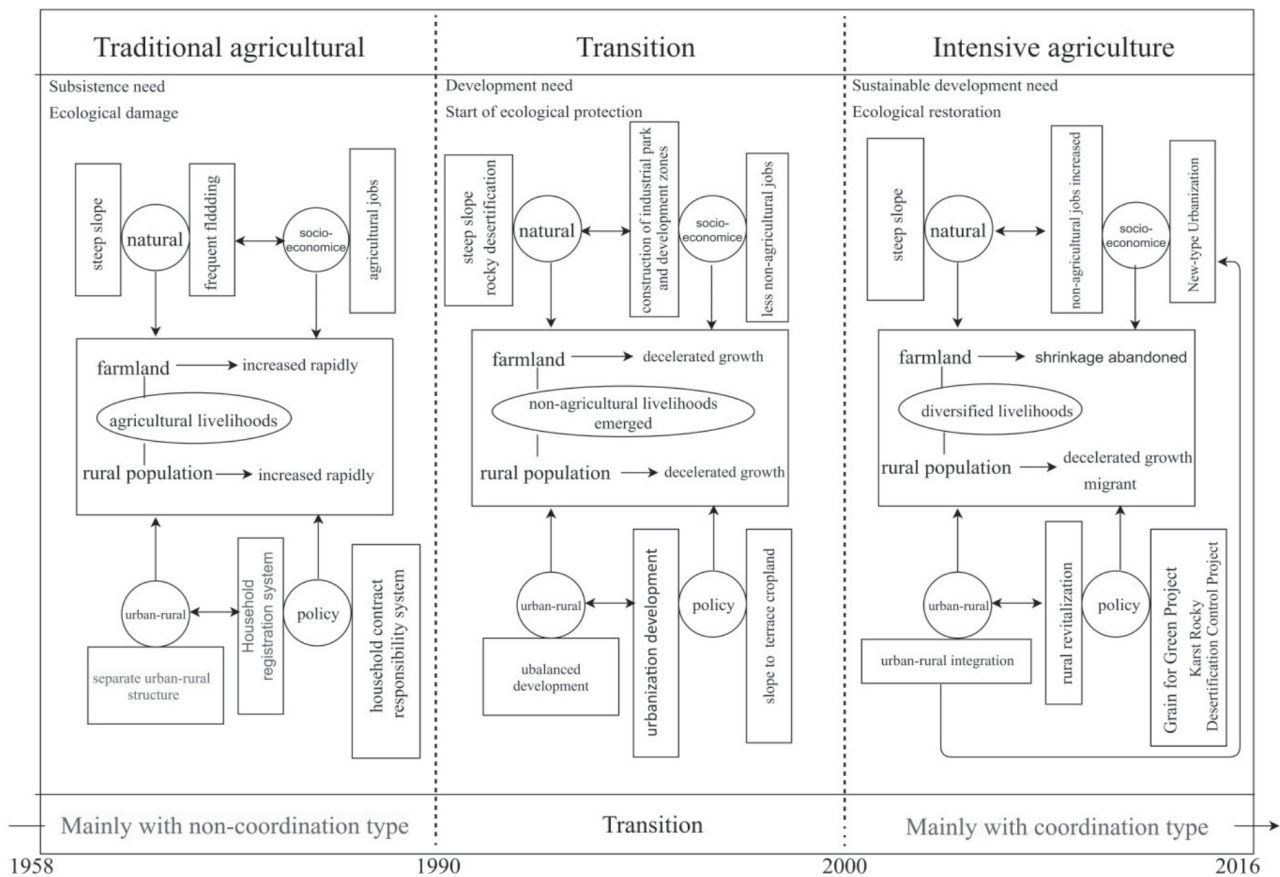 Traditional agricultural
Subsistence need
Ecological damage
steep slope
natural
frequent flddding
socio-
economice
agricultural jobs
farmland
increased rapidly
agricultural livelihoods
rural population
increased rapidly
urban-rural
separate urban-rural
structure
Household
registration system
policy
household contract
responsibility system
Mainly with non-coordination type
Transition
Development need
Start of ecological protection
steep slope
rocky desertification
natural
construction of industrial park
and development zones
socio-
economice
less non-agricultural jobs
farmland
decelerated growth
non-agricultural livelihoods
emerged
rural population
decelerated growth
urban-rural
ubalanced
development
urbanization development
policy
slope to terrace cropland
Transition
Intensive agriculture
Sustainable development need
Ecological restoration
steep slope
natural
non-agricultural jobs increased
socio-
economice
New-type Urbanization
farmland
shrinkage abandoned
diversified livelihoods
rural population
decelerated growth
migrant
urban-rural
urban-rural integration
rural revitalization
policy
Grain for Green Project
Karst Rocky
Desertification Control Project
Mainly with coordination type
1958
1990
2000
2016